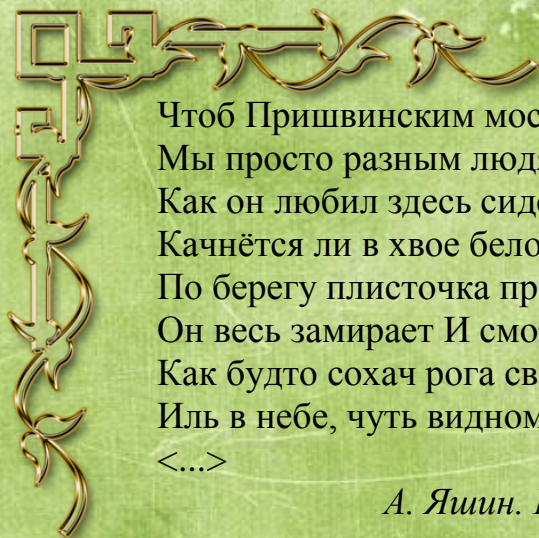 Чтоб Пришвинским мос
Мы просто разным люд
Как он любил здесь сид
Качнётся ли в хвое бело
По берегу плисточка пр
Он весь замирает И смо
Как будто сохач рога св
Иль в небе, чуть видном
<...>
А. Яшин.